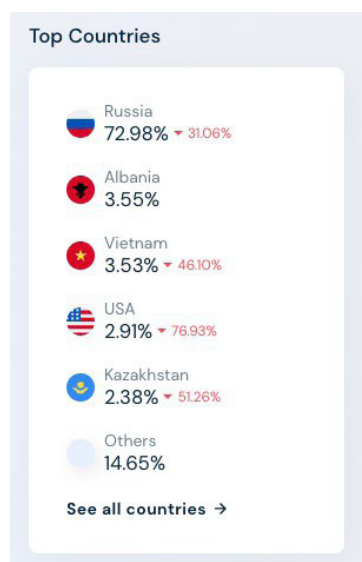 Top Countries
Russia
72.98% ▼ 31.06%
Albania
3.55%
Vietnam
3.53% ▼ 46.10%
USA
2.91% ▼ 76.93%
Kazakhstan
2.38% ▼ 51.26%
Others
14.65%
See all countries →